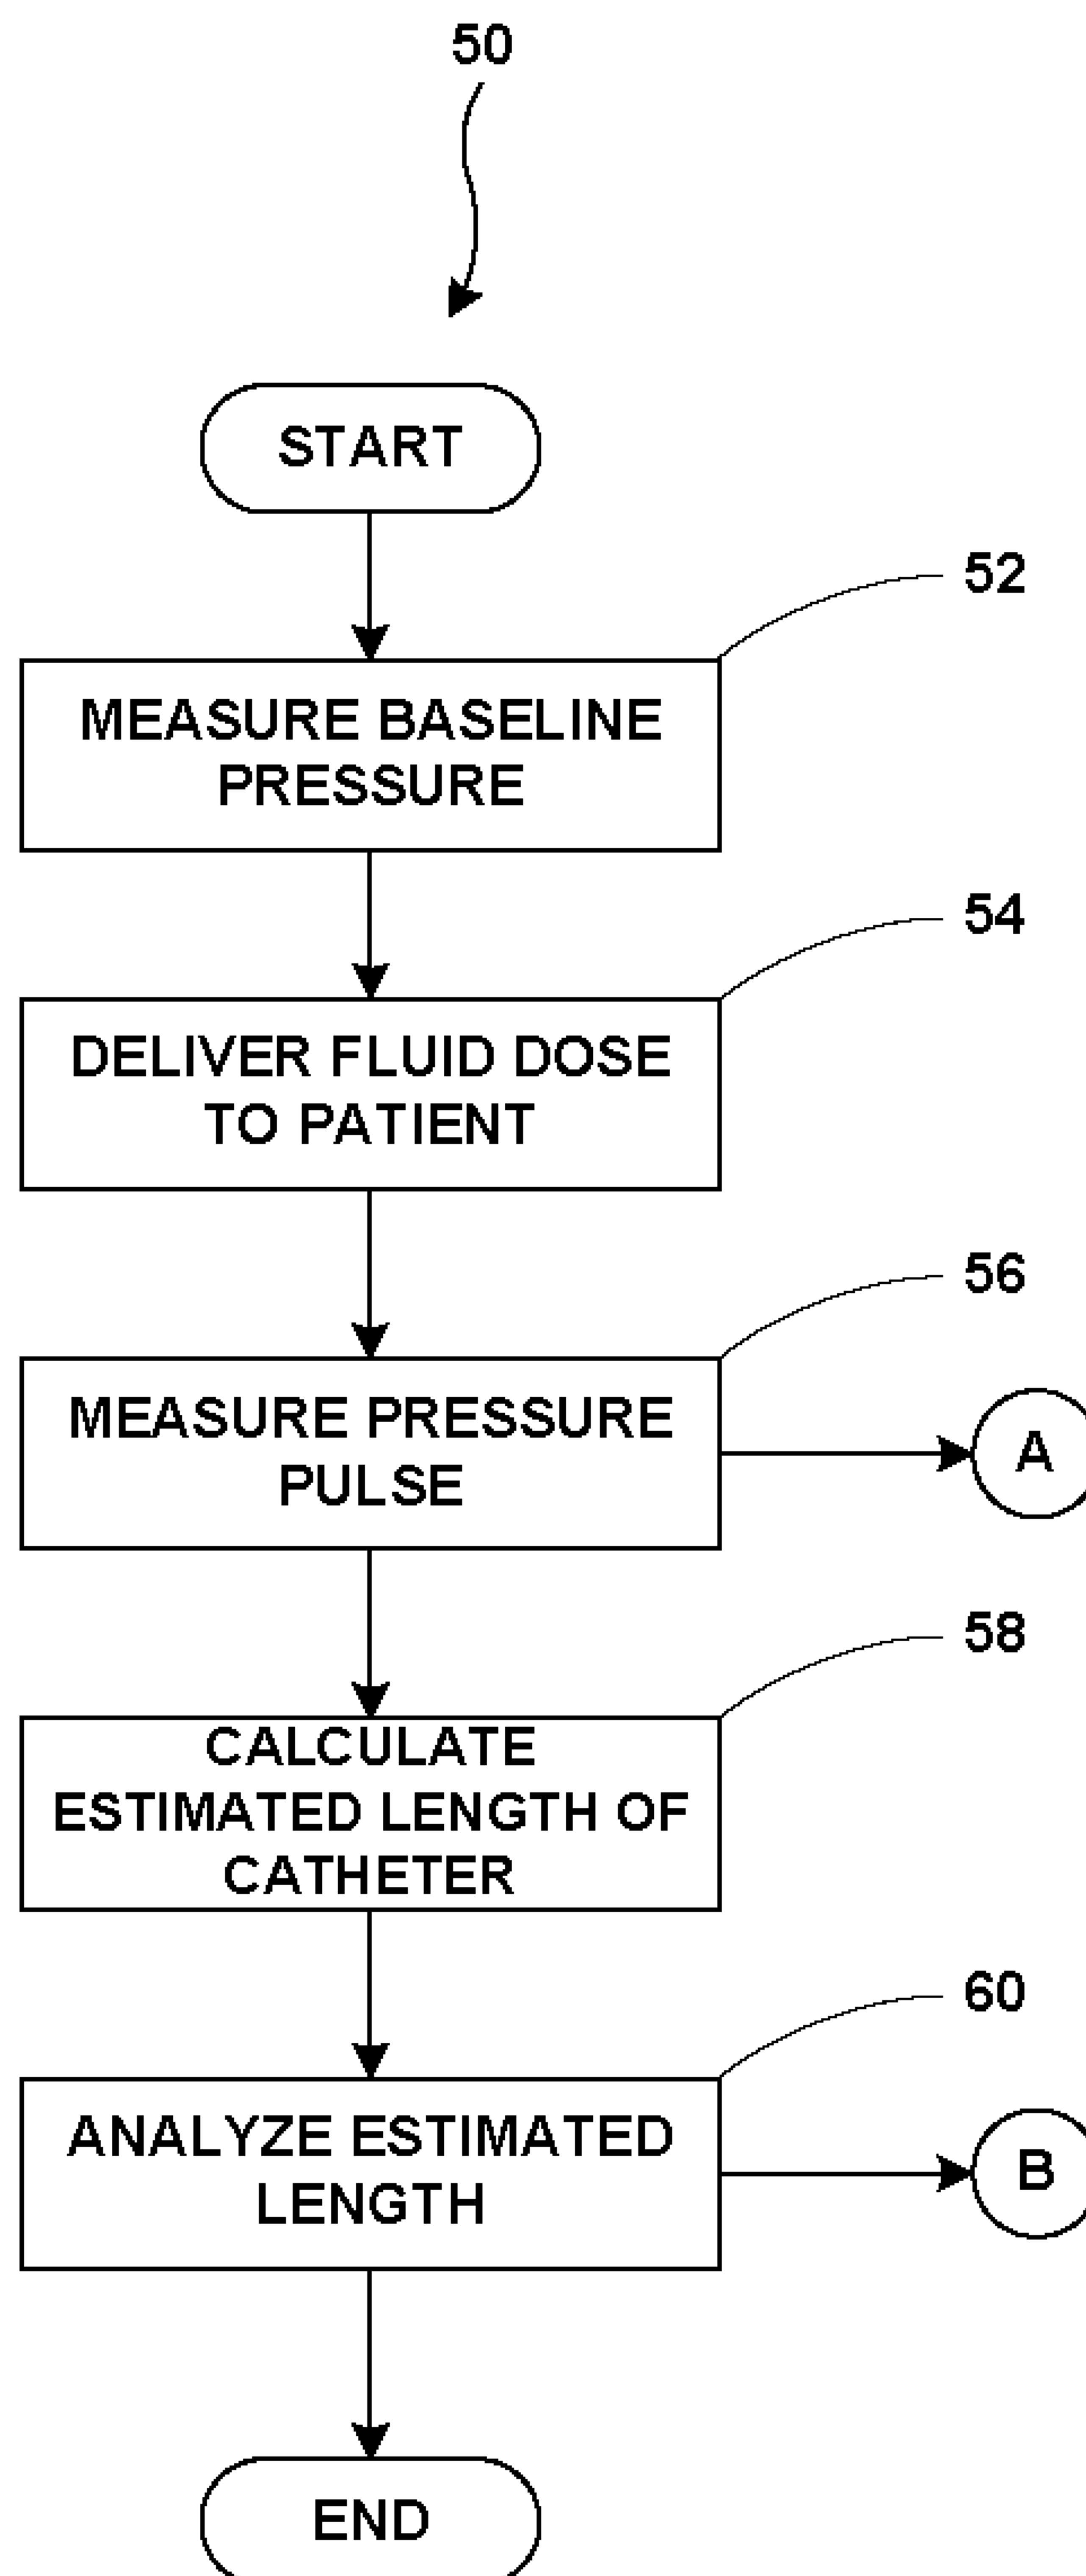 50
START
52
MEASURE BASELINE
PRESSURE
54
DELIVER FLUID DOSE
TO PATIENT
56
MEASURE PRESSURE
PULSE
A
58
CALCULATE
ESTIMATED LENGTH OF
CATHETER
60
ANALYZE ESTIMATED
LENGTH
B
END